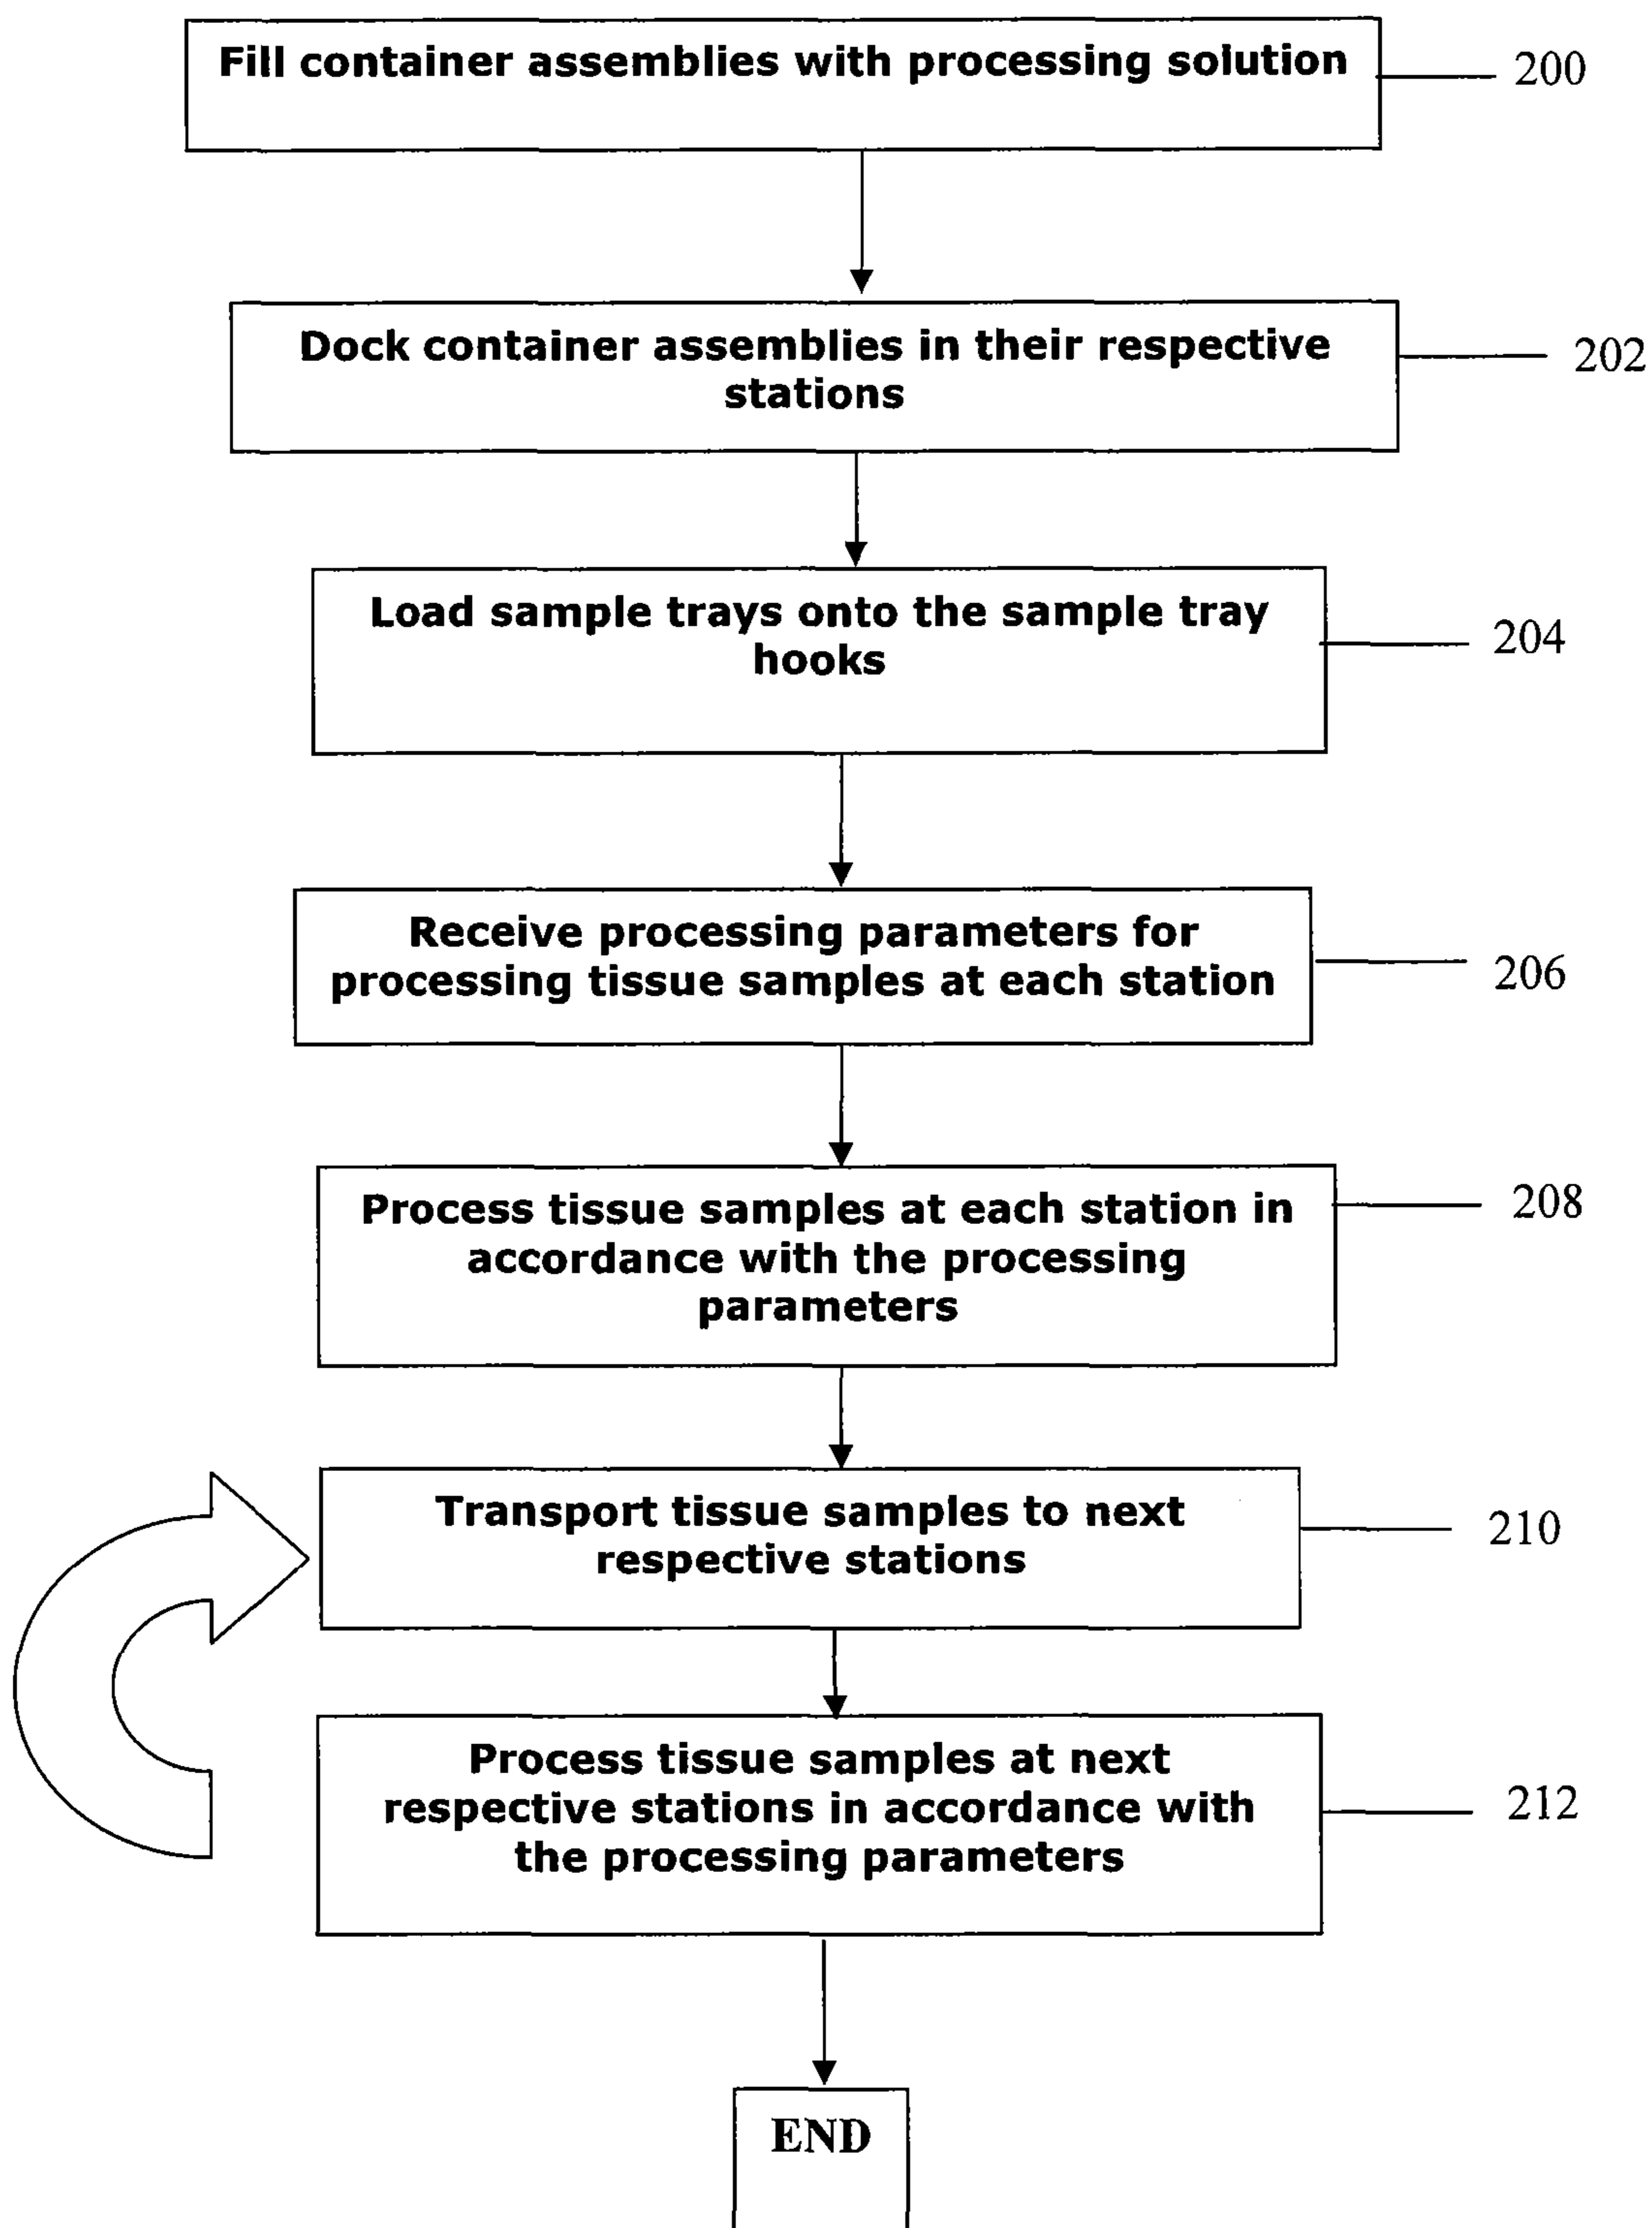 Fill container assemblies with processing solution
200
Dock container assemblies in their respective
stations
202
Load sample trays onto the sample tray
hooks
204
Receive processing parameters for
processing tissue samples at each station
206
Process tissue samples at each station in
accordance with the processing
parameters
208
Transport tissue samples to next
respective stations
210
Process tissue samples at next
respective stations in accordance with
the processing parameters
212
END